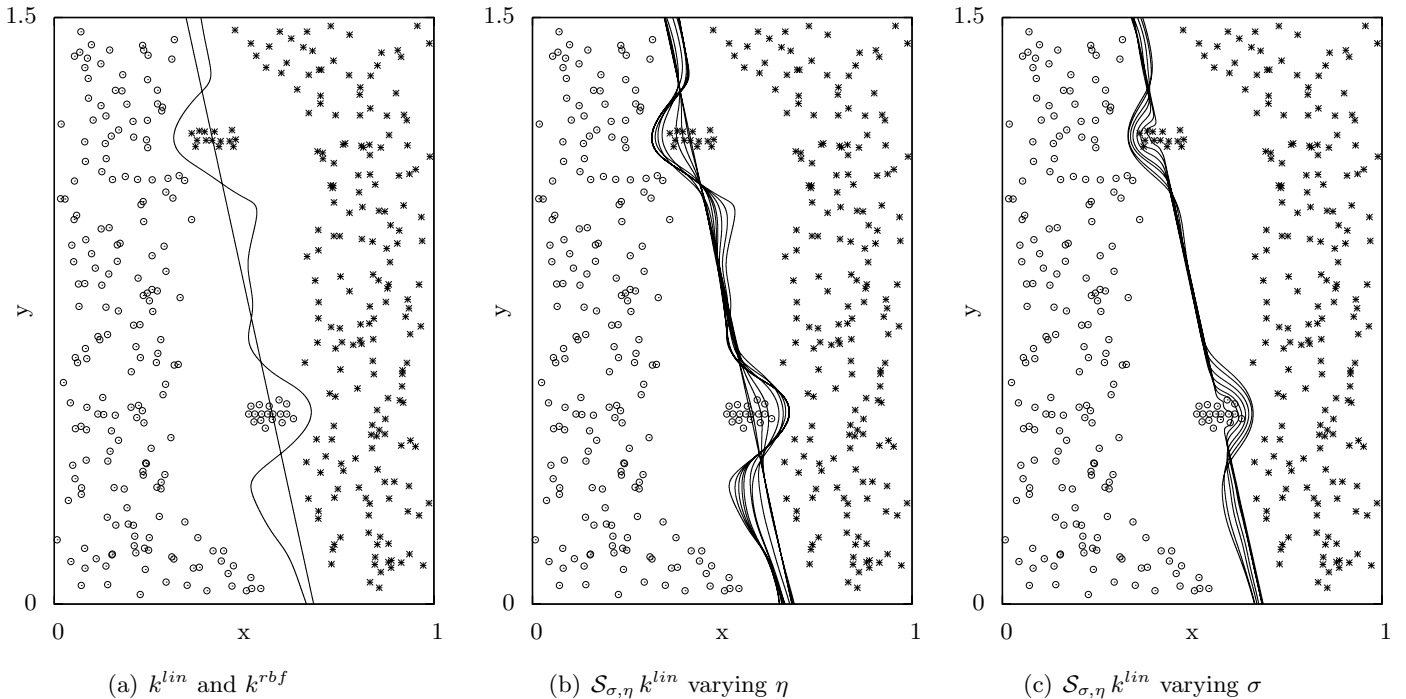 1.5
y
0
0
x
1
(a) k^{lin} and k^{rbf}
1.5
y
0
0
x
1
(b) 𝒮_{σ,η} k^{lin} varying η
1.5
y
0
0
x
1
(c) 𝒮_{σ,η} k^{lin} varying σ